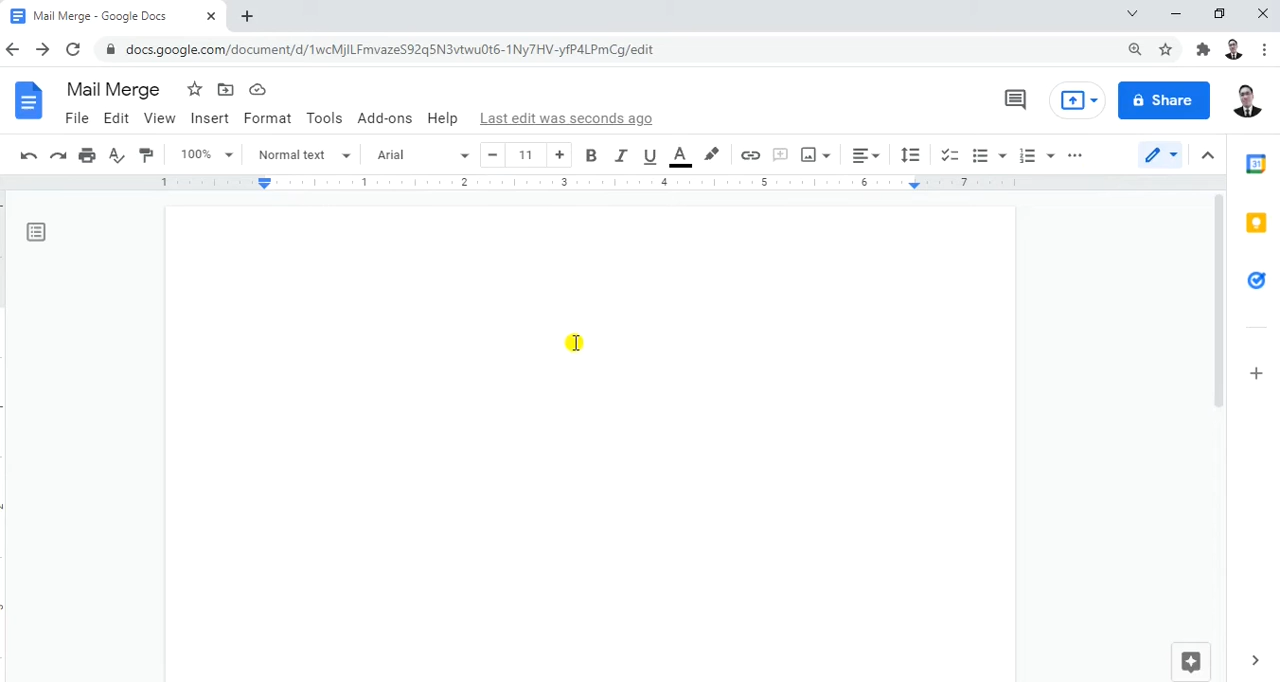 Mail Merge - Google Docs
docs.google.com/document/d/1wcMjILFmvazeS92q5N3vtwu0t6-1Ny7HV-yfP4LPmCg/edit
Mail Merge
Share
File Edit View Insert Format Tools Add-ons Help Last edit was seconds ago
100% Normal text Arial 11 B I U A
1 1 2 3 4 5 6 7
31